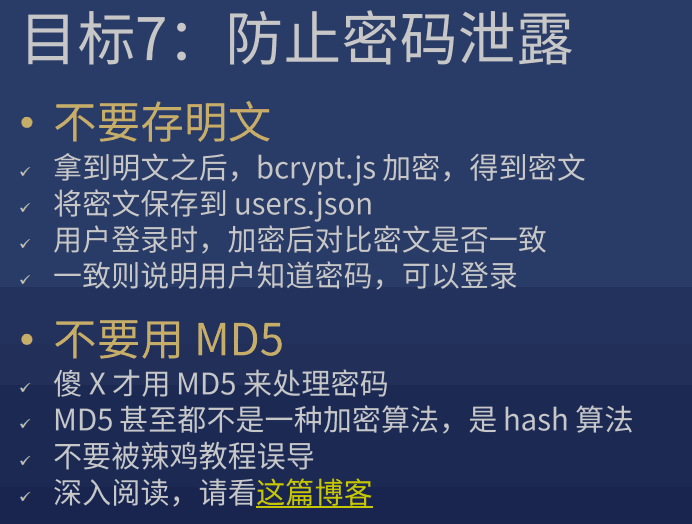 目标7：防止密码泄露
• 不要存明文
✓ 拿到明文之后，bcrypt.js 加密，得到密文
✓ 将密文保存到 users.json
✓ 用户登录时，加密后对比密文是否一致
✓ 一致则说明用户知道密码，可以登录
• 不要用 MD5
✓ 傻 X 才用 MD5 来处理密码
✓ MD5 甚至都不是一种加密算法，是 hash 算法
✓ 不要被辣鸡教程误导
✓ 深入阅读，请看这篇博客